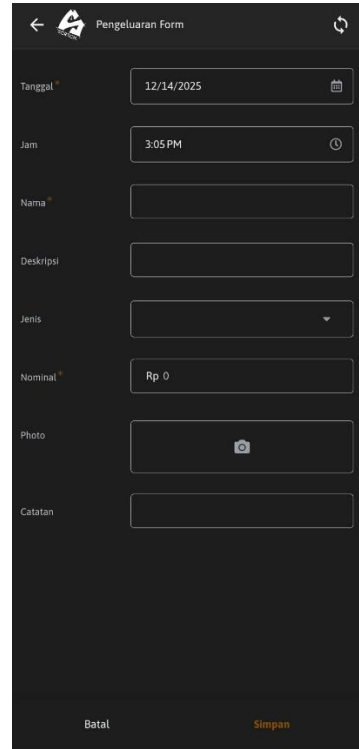 Pengeluaran Form
Tanggal *
12/14/2025
Jam
3:05 PM
Nama *
Deskripsi
Jenis
Nominal *
Rp 0
Photo
Catatan
Batal
Simpan